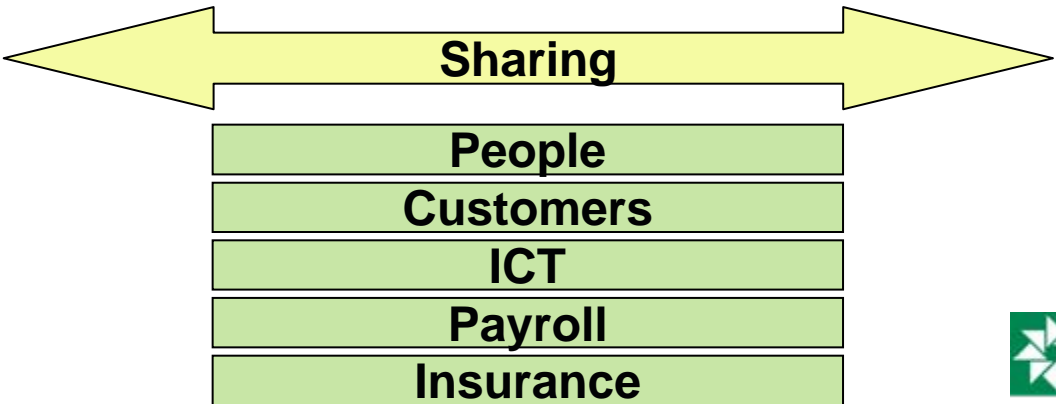 Sharing
People
Customers
ICT
Payroll
Insurance